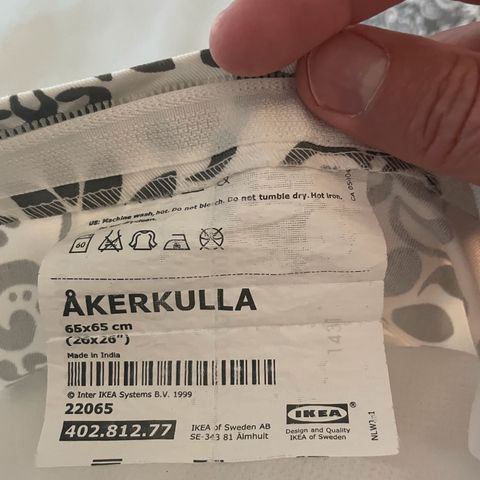 US: Machine wash, hot. Do not bleach. Do not tumble dry. Hot iron.
60
ÅKERKULLA
65x65 cm
(26x26")
Made in India
© Inter IKEA Systems B.V. 1999
22065
402.812.77
IKEA of Sweden AB
SE-343 81 Älmhult
IKEA®
Design and Quality
IKEA of Sweden
1431